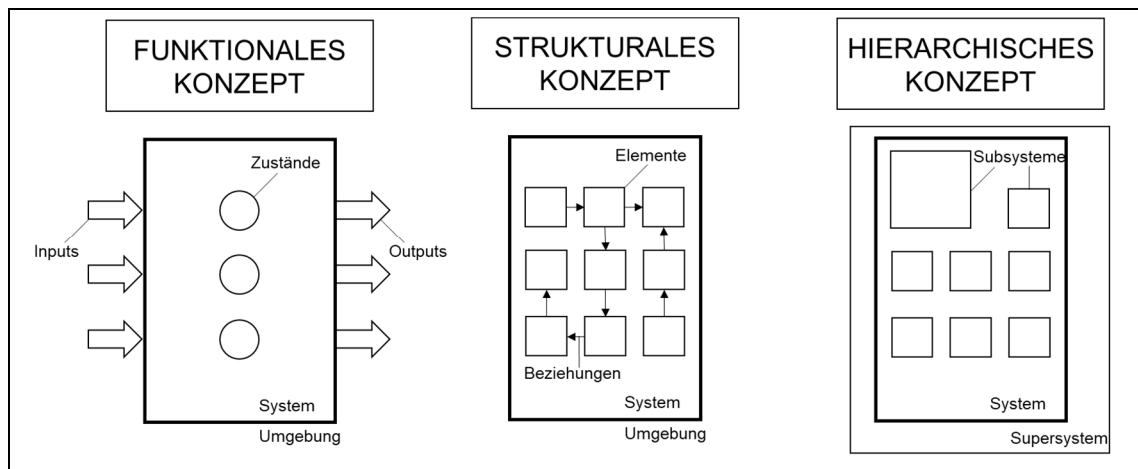 FUNKTIONALES
KONZEPT
STRUKTURALES
KONZEPT
HIERARCHISCHES
KONZEPT
Zustände
Inputs
Outputs
System
Umgebung
Elemente
Beziehungen
System
Umgebung
Subsysteme
System
Supersystem